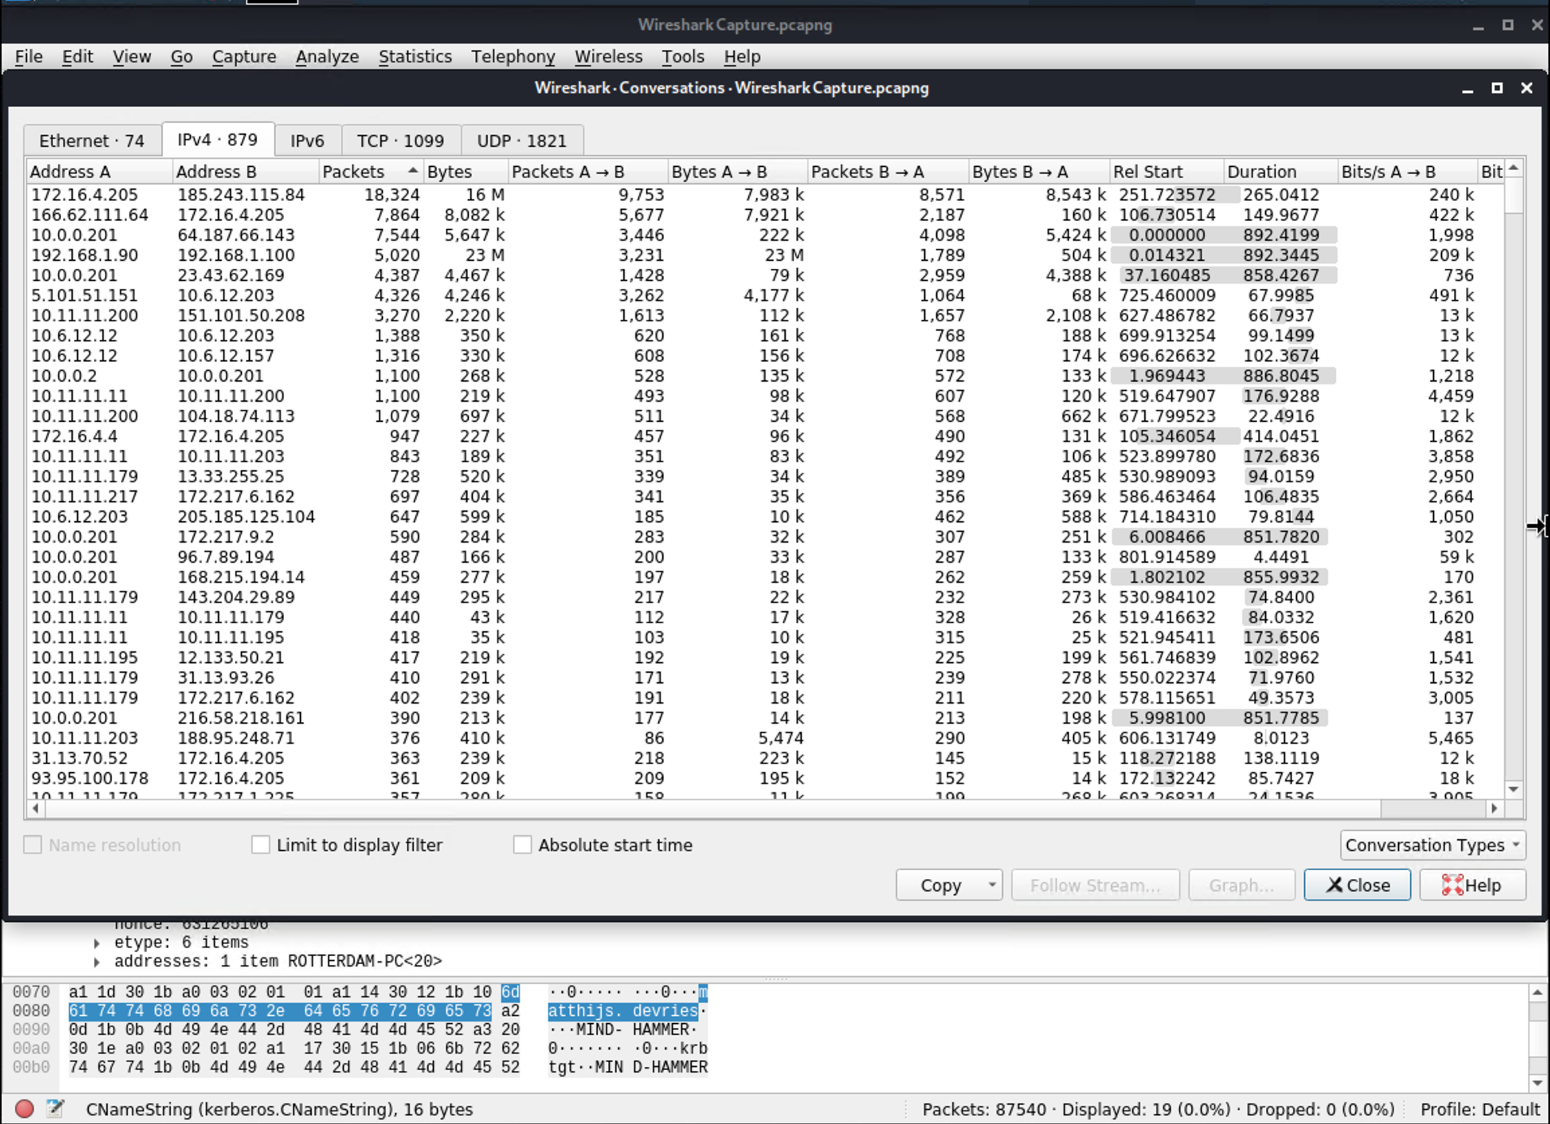 WiresharkCapture.pcapng
File Edit View Go Capture Analyze Statistics Telephony Wireless Tools Help
Wireshark · Conversations · WiresharkCapture.pcapng
Ethernet · 74 IPv4 · 879 IPv6 TCP · 1099 UDP · 1821
Address A Address B Packets Bytes Packets A → B Bytes A → B Packets B → A Bytes B → A Rel Start Duration Bits/s A → B Bit
172.16.4.205 185.243.115.84 18,324 16 M 9,753 7,983 k 8,571 8,543 k 251.723572 265.0412 240 k
166.62.111.64 172.16.4.205 7,864 8,082 k 5,677 7,921 k 2,187 160 k 106.730514 149.9677 422 k
10.0.0.201 64.187.66.143 7,544 5,647 k 3,446 222 k 4,098 5,424 k 0.000000 892.4199 1,998
192.168.1.90 192.168.1.100 5,020 23 M 3,231 23 M 1,789 504 k 0.014321 892.3445 209 k
10.0.0.201 23.43.62.169 4,387 4,467 k 1,428 79 k 2,959 4,388 k 37.160485 858.4267 736
5.101.51.151 10.6.12.203 4,326 4,246 k 3,262 4,177 k 1,064 68 k 725.460009 67.9985 491 k
10.11.11.200 151.101.50.208 3,270 2,220 k 1,613 112 k 1,657 2,108 k 627.486782 66.7937 13 k
10.6.12.12 10.6.12.203 1,388 350 k 620 161 k 768 188 k 699.913254 99.1499 13 k
10.6.12.12 10.6.12.157 1,316 330 k 608 156 k 708 174 k 696.626632 102.3674 12 k
10.0.0.2 10.0.0.201 1,100 268 k 528 135 k 572 133 k 1.969443 886.8045 1,218
10.11.11.11 10.11.11.200 1,100 219 k 493 98 k 607 120 k 519.647907 176.9288 4,459
10.11.11.200 104.18.74.113 1,079 697 k 511 34 k 568 662 k 671.799523 22.4916 12 k
172.16.4.4 172.16.4.205 947 227 k 457 96 k 490 131 k 105.346054 414.0451 1,862
10.11.11.11 10.11.11.203 843 189 k 351 83 k 492 106 k 523.899780 172.6836 3,858
10.11.11.179 13.33.255.25 728 520 k 339 34 k 389 485 k 530.989093 94.0159 2,950
10.11.11.217 172.217.6.162 697 404 k 341 35 k 356 369 k 586.463464 106.4835 2,664
10.6.12.203 205.185.125.104 647 599 k 185 10 k 462 588 k 714.184310 79.8144 1,050
10.0.0.201 172.217.9.2 590 284 k 283 32 k 307 251 k 6.008466 851.7820 302
10.0.0.201 96.7.89.194 487 166 k 200 33 k 287 133 k 801.914589 4.4491 59 k
10.0.0.201 168.215.194.14 459 277 k 197 18 k 262 259 k 1.802102 855.9932 170
10.11.11.179 143.204.29.89 449 295 k 217 22 k 232 273 k 530.984102 74.8400 2,361
10.11.11.11 10.11.11.179 440 43 k 112 17 k 328 26 k 519.416632 84.0332 1,620
10.11.11.11 10.11.11.195 418 35 k 103 10 k 315 25 k 521.945411 173.6506 481
10.11.11.195 12.133.50.21 417 219 k 192 19 k 225 199 k 561.746839 102.8962 1,541
10.11.11.179 31.13.93.26 410 291 k 171 13 k 239 278 k 550.022374 71.9760 1,532
10.11.11.179 172.217.6.162 402 239 k 191 18 k 211 220 k 578.115651 49.3573 3,005
10.0.0.201 216.58.218.161 390 213 k 177 14 k 213 198 k 5.998100 851.7785 137
10.11.11.203 188.95.248.71 376 410 k 86 5,474 290 405 k 606.131749 8.0123 5,465
31.13.70.52 172.16.4.205 363 239 k 218 223 k 145 15 k 118.272188 138.1119 12 k
93.95.100.178 172.16.4.205 361 209 k 209 195 k 152 14 k 172.132242 85.7427 18 k
10.11.11.179 172.217.1.225 357 280 k 158 11 k 199 268 k 603.268314 24.1536 3,905
Name resolution Limit to display filter Absolute start time Conversation Types
Copy Follow Stream... Graph... Close Help
nonce: 631265106
etype: 6 items
addresses: 1 item ROTTERDAM-PC<20>
0070 a1 1d 30 1b a0 03 02 01 01 a1 14 30 12 1b 10 6d ··0····· ···0···m
0080 61 74 74 68 69 6a 73 2e 64 65 76 72 69 65 73 a2 atthijs. devries·
0090 0d 1b 0b 4d 49 4e 44 2d 48 41 4d 4d 45 52 a3 20 ···MIND- HAMMER· 
00a0 30 1e a0 03 02 01 02 a1 17 30 15 1b 06 6b 72 62 0······· ·0···krb
00b0 74 67 74 1b 0b 4d 49 4e 44 2d 48 41 4d 4d 45 52 tgt··MIN D-HAMMER
CNameString (kerberos.CNameString), 16 bytes Packets: 87540 · Displayed: 19 (0.0%) · Dropped: 0 (0.0%) Profile: Default